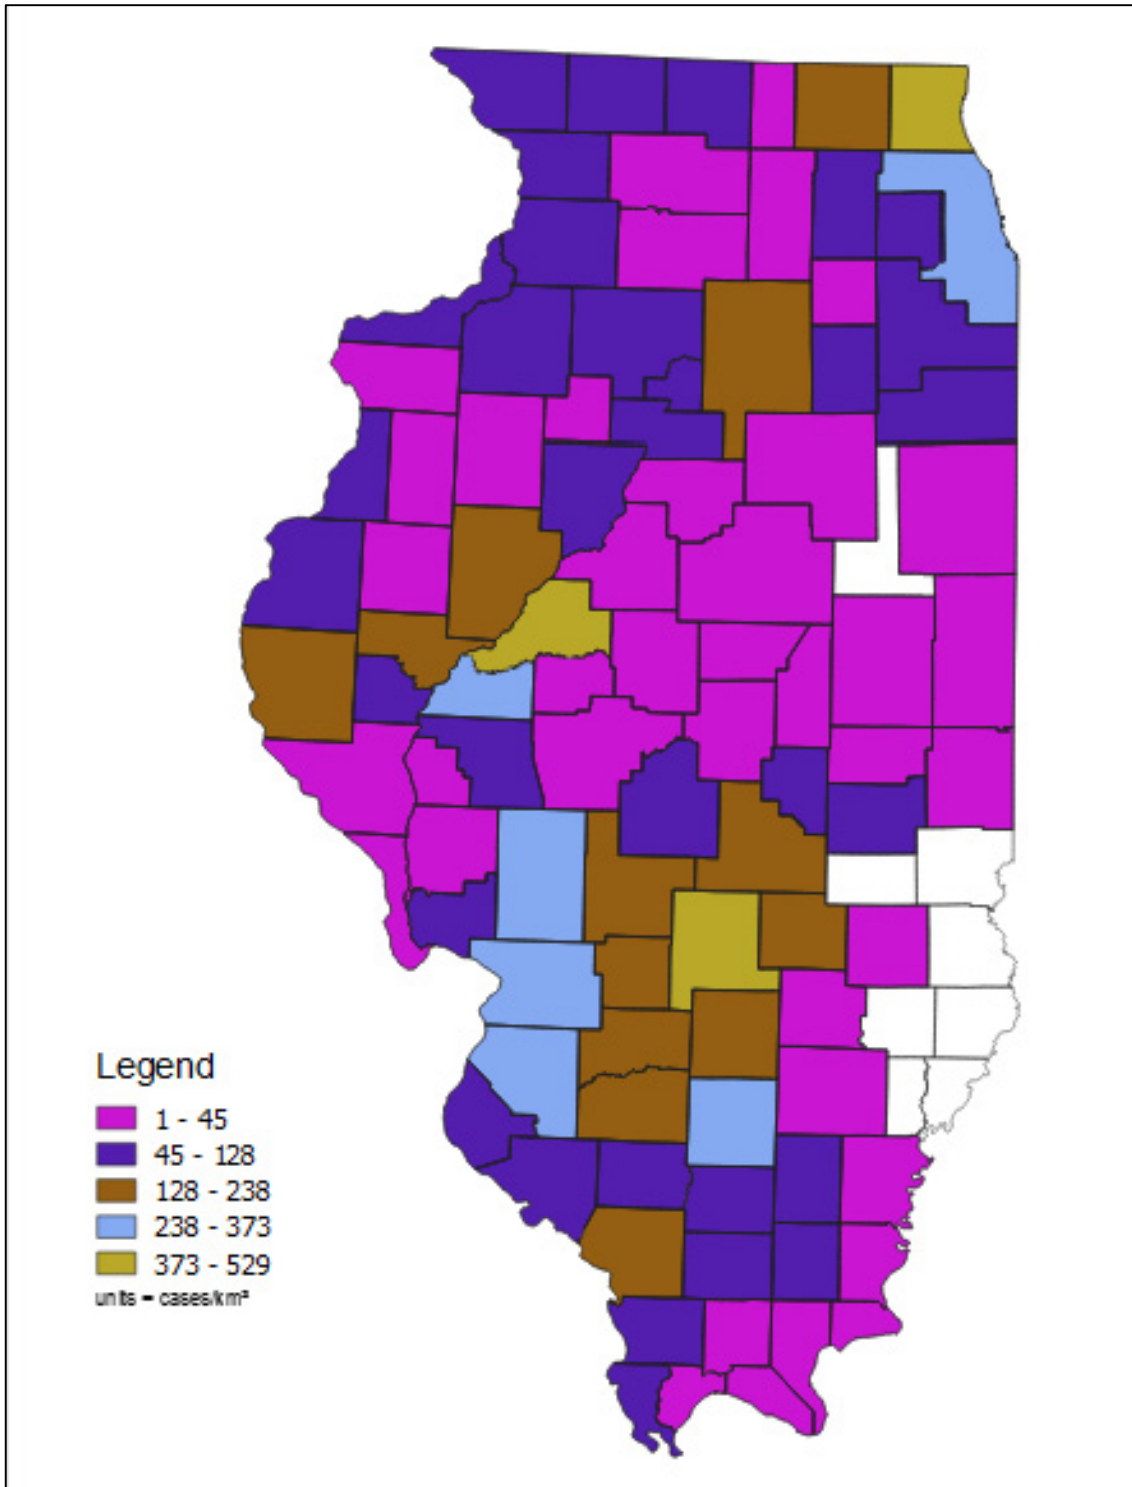 Legend
1 - 45
45 - 128
128 - 238
238 - 373
373 - 529
units = cases/km²